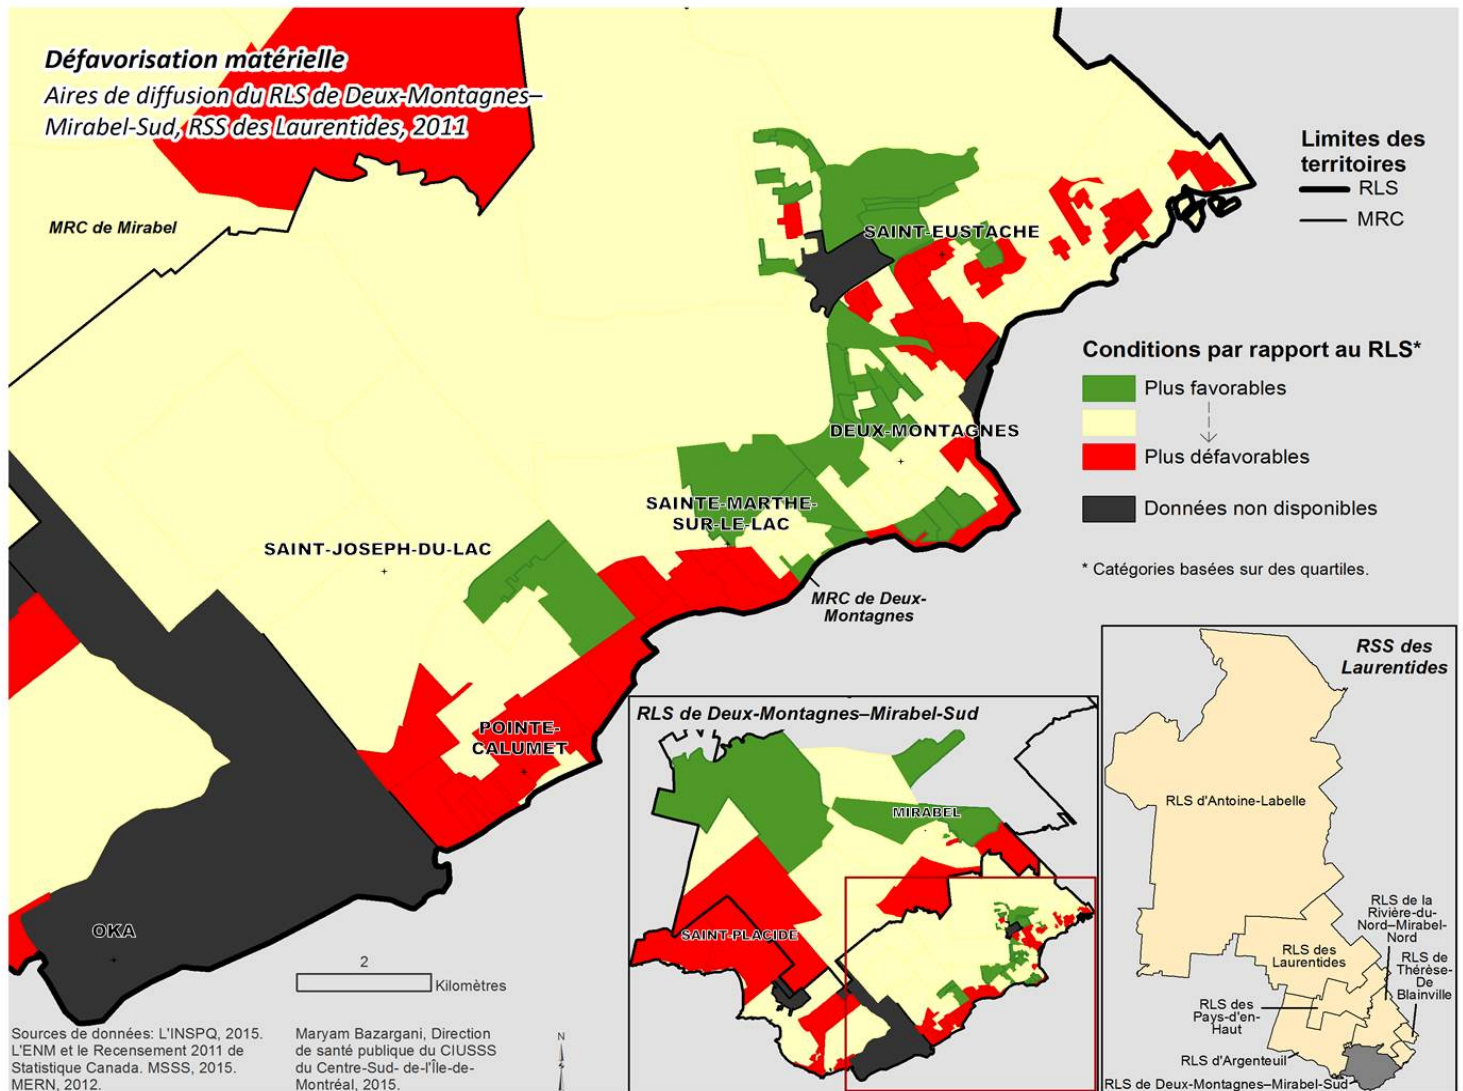 Défavorisation matérielle
Aires de diffusion du RLS de Deux-Montagnes–
Mirabel-Sud, RSS des Laurentides, 2011
MRC de Mirabel
Limites des
territoires
RLS
MRC
SAINT-EUSTACHE
Conditions par rapport au RLS*
Plus favorables
Plus défavorables
Données non disponibles
* Catégories basées sur des quartiles.
DEUX-MONTAGNES
SAINTE-MARTHE-
SUR-LE-LAC
SAINT-JOSEPH-DU-LAC
MRC de Deux-
Montagnes
POINTE-
CALUMET
OKA
2
Kilomètres
Sources de données: L'INSPQ, 2015.
L'ENM et le Recensement 2011 de
Statistique Canada. MSSS, 2015.
MERN, 2012.
Maryam Bazargani, Direction
de santé publique du CIUSSS
du Centre-Sud- de-l'Île-de-
Montréal, 2015.
N
RLS de Deux-Montagnes–Mirabel-Sud
MIRABEL
SAINT-PLACIDE
RSS des
Laurentides
RLS d'Antoine-Labelle
RLS de la
Rivière-du-
Nord–Mirabel-
Nord
RLS des
Laurentides
RLS de
Thérèse-
De
Blainville
RLS des
Pays-d'en-
Haut
RLS d'Argenteuil
RLS de Deux-Montagnes–Mirabel-Sud